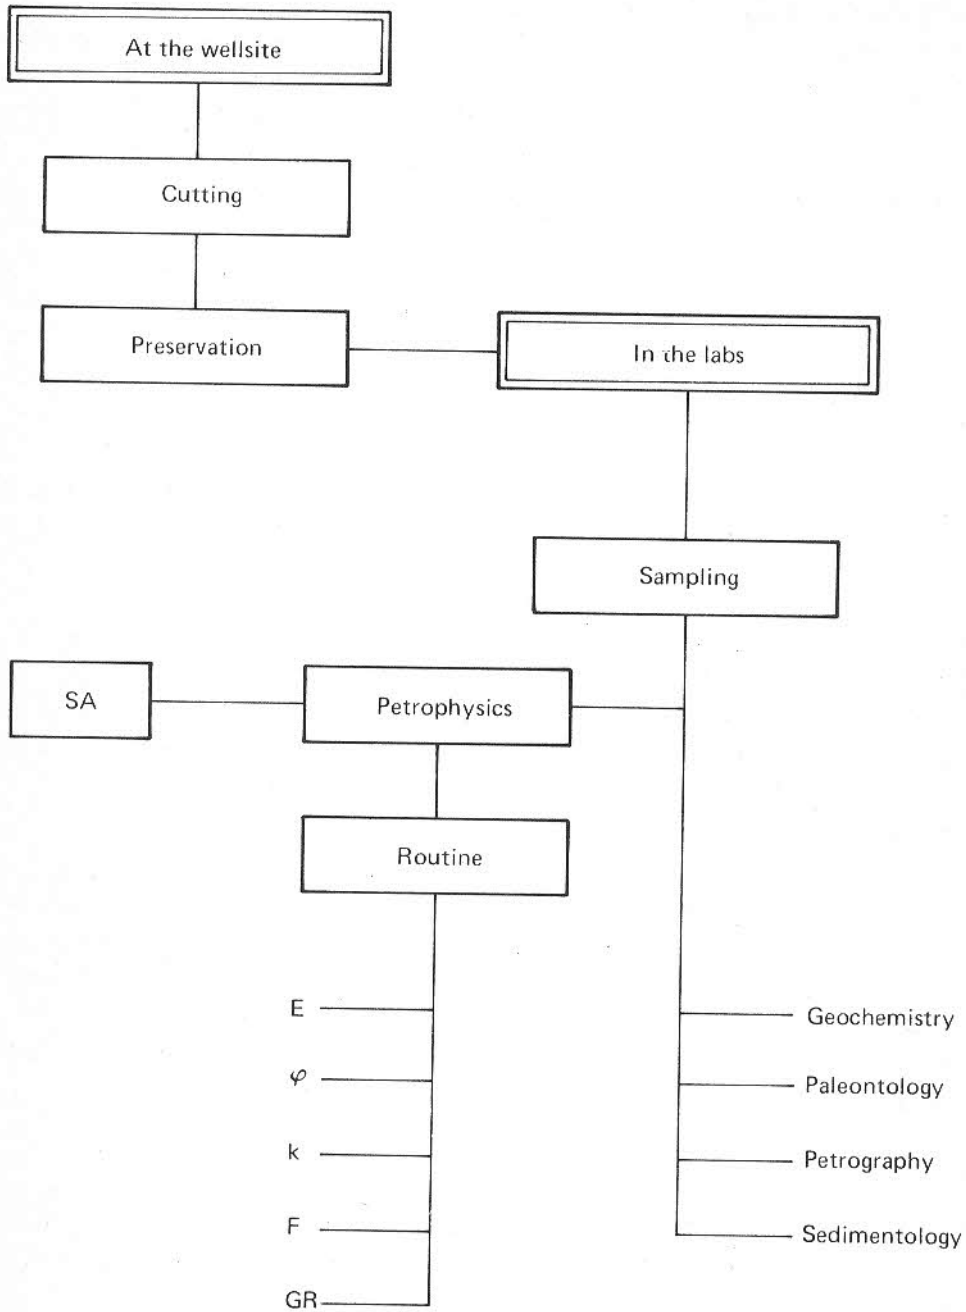 At the wellsite
Cutting
Preservation
In the labs
Sampling
SA
Petrophysics
Routine
E
φ
k
F
GR
Geochemistry
Paleontology
Petrography
Sedimentology